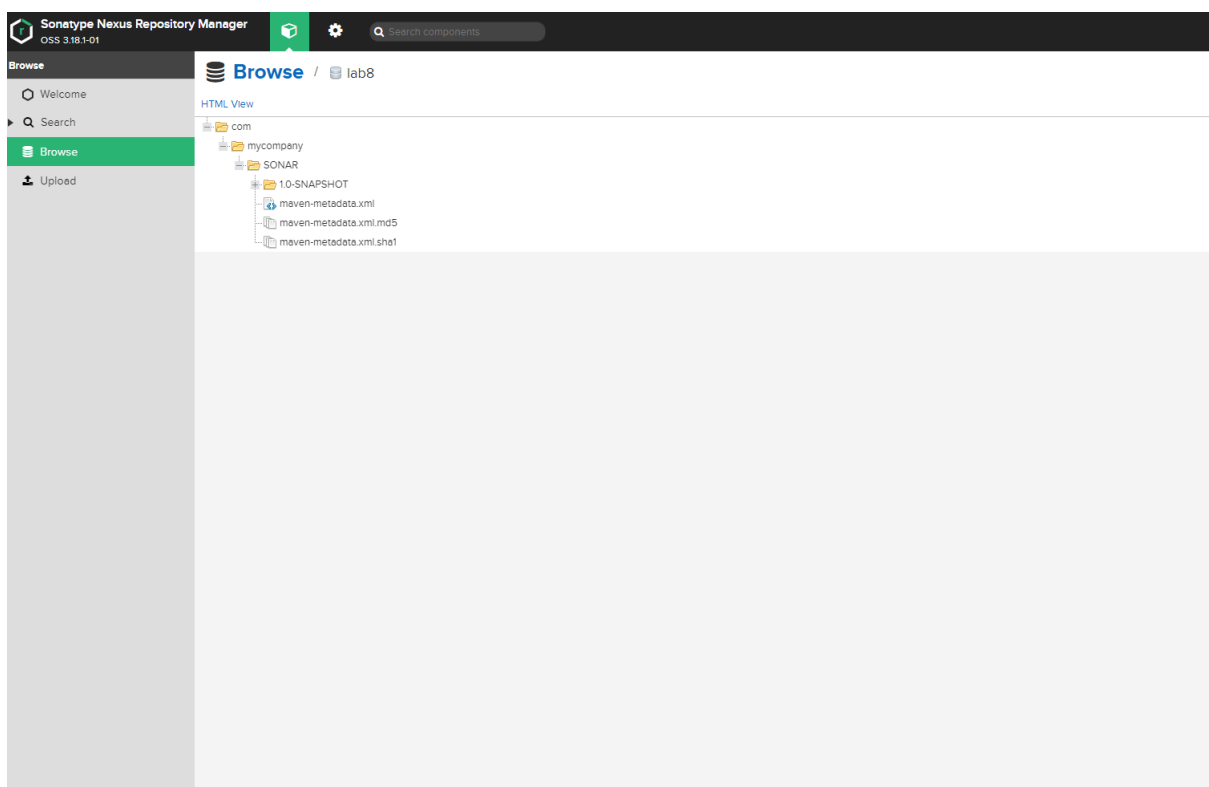 Sonatype Nexus Repository Manager
OSS 3.18.1-01
Search components
Browse
Welcome
Search
Browse
Upload
Browse / lab8
HTML View
com
mycompany
SONAR
1.0-SNAPSHOT
maven-metadata.xml
maven-metadata.xml.md5
maven-metadata.xml.sha1